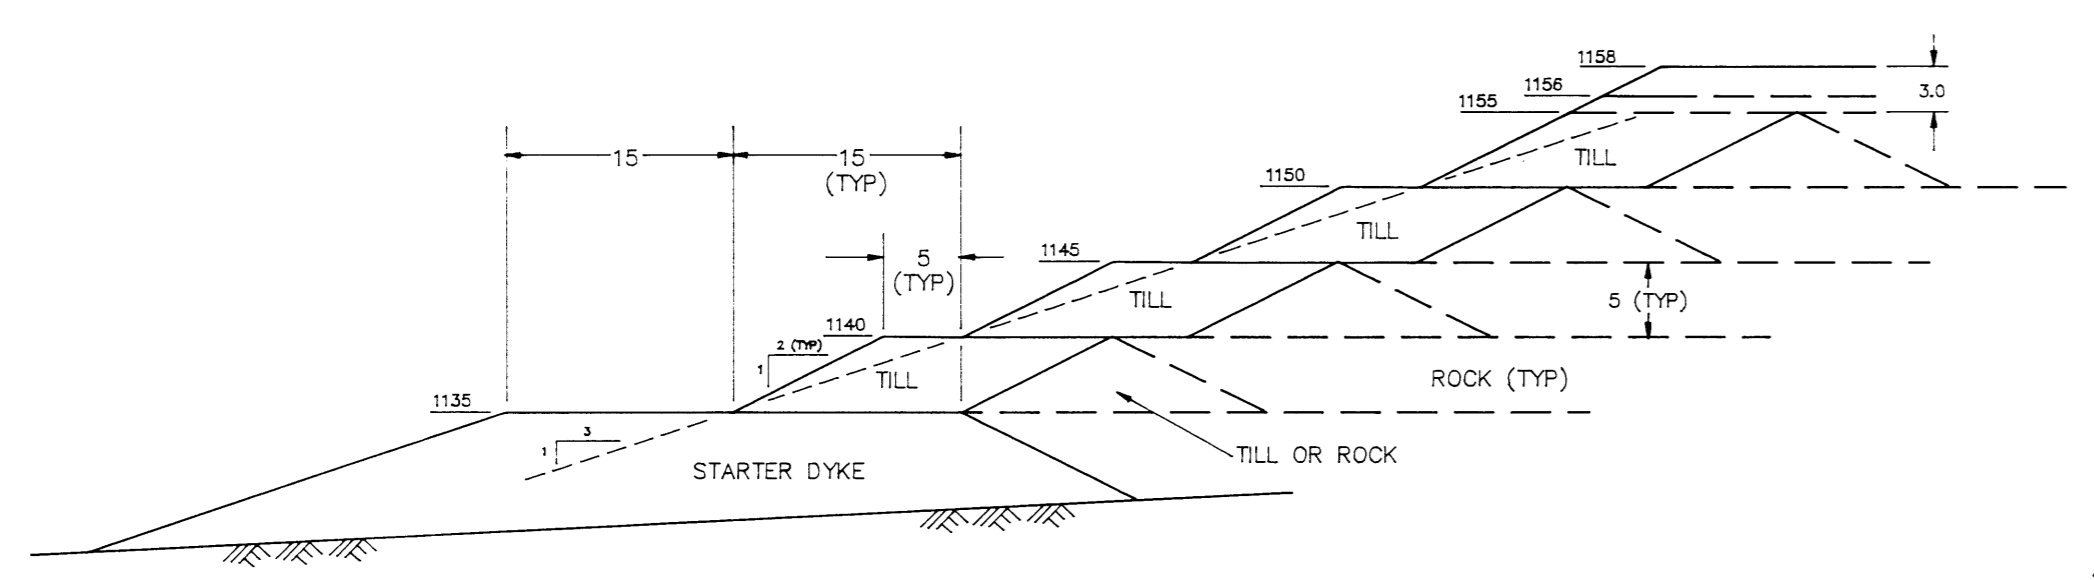 1158
1156
1155
3.0
15
15
(TYP)
TILL
1150
TILL
1145
5
(TYP)
TILL
5 (TYP)
1140
2 (TYP)
1
TILL
ROCK (TYP)
1135
3
1
TILL OR ROCK
STARTER DYKE